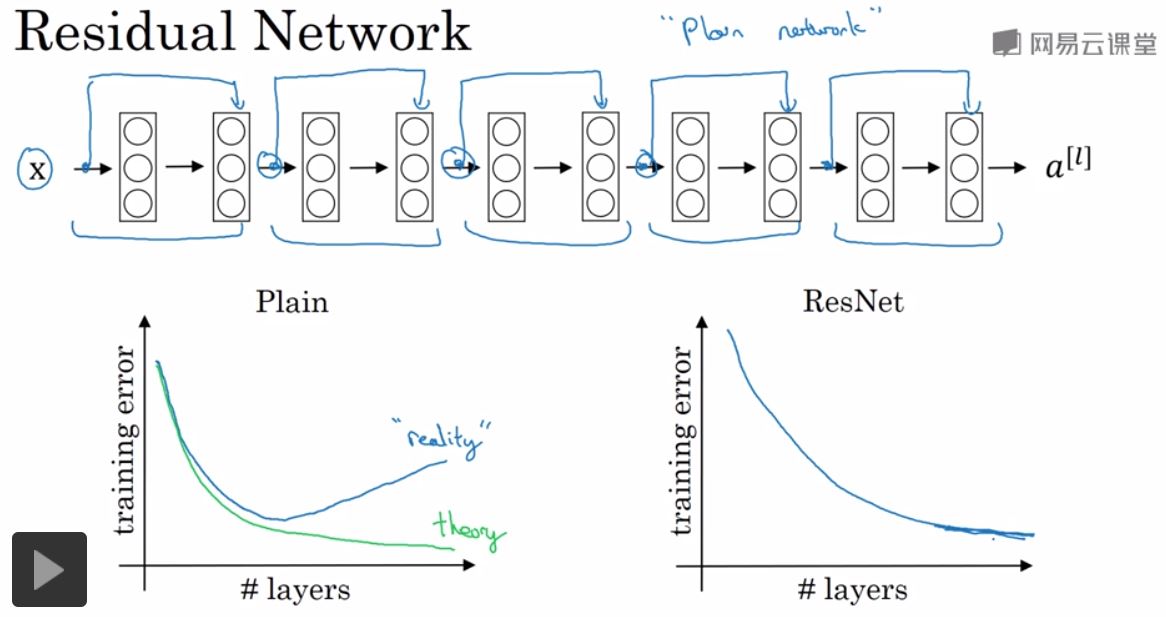 Residual Network
"Plain network"
网易云课堂
x
a[l]
Plain
ResNet
training error
"reality"
theory
# layers
training error
# layers